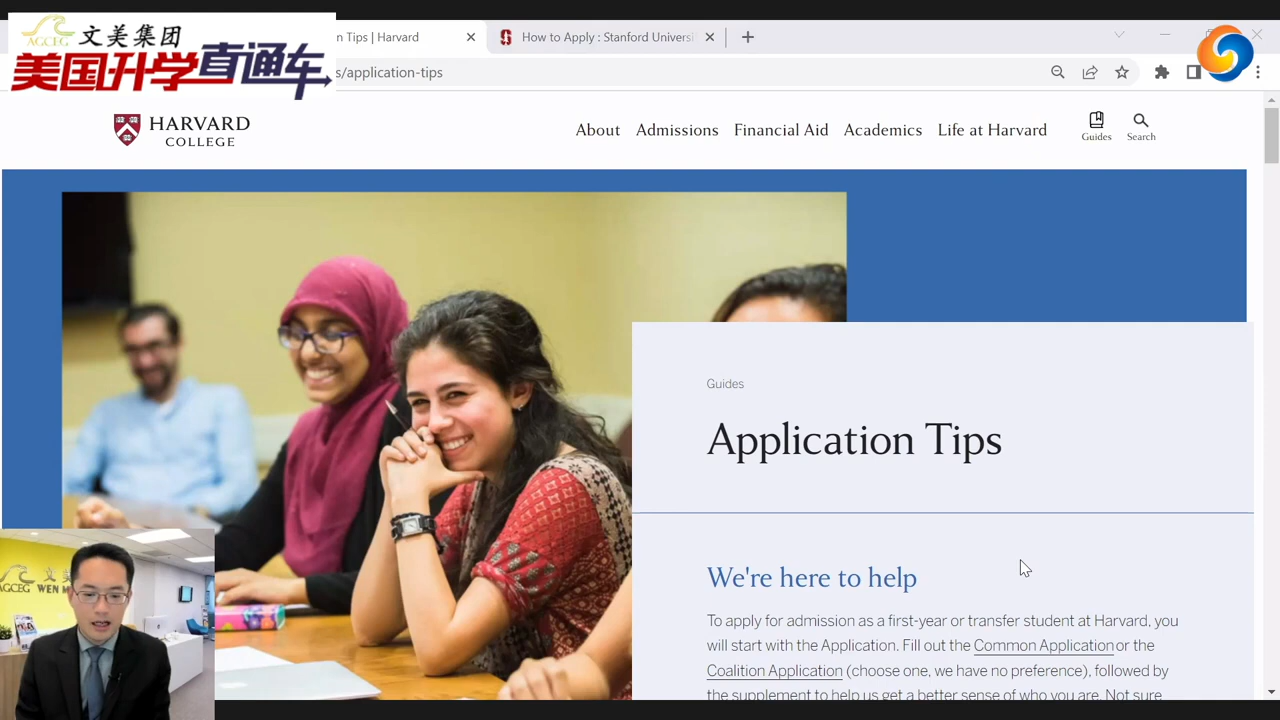 AGCEG 文美集团
美国升学直通车
n Tips | Harvard
How to Apply : Stanford Universi
s/application-tips
HARVARD
COLLEGE
About Admissions Financial Aid Academics Life at Harvard
Guides
Search
Guides
Application Tips
We're here to help
To apply for admission as a first-year or transfer student at Harvard, you
will start with the Application. Fill out the Common Application or the
Coalition Application (choose one, we have no preference), followed by
the supplement to help us get a better sense of who you are. Not sure
文美
AGCEG WEN M